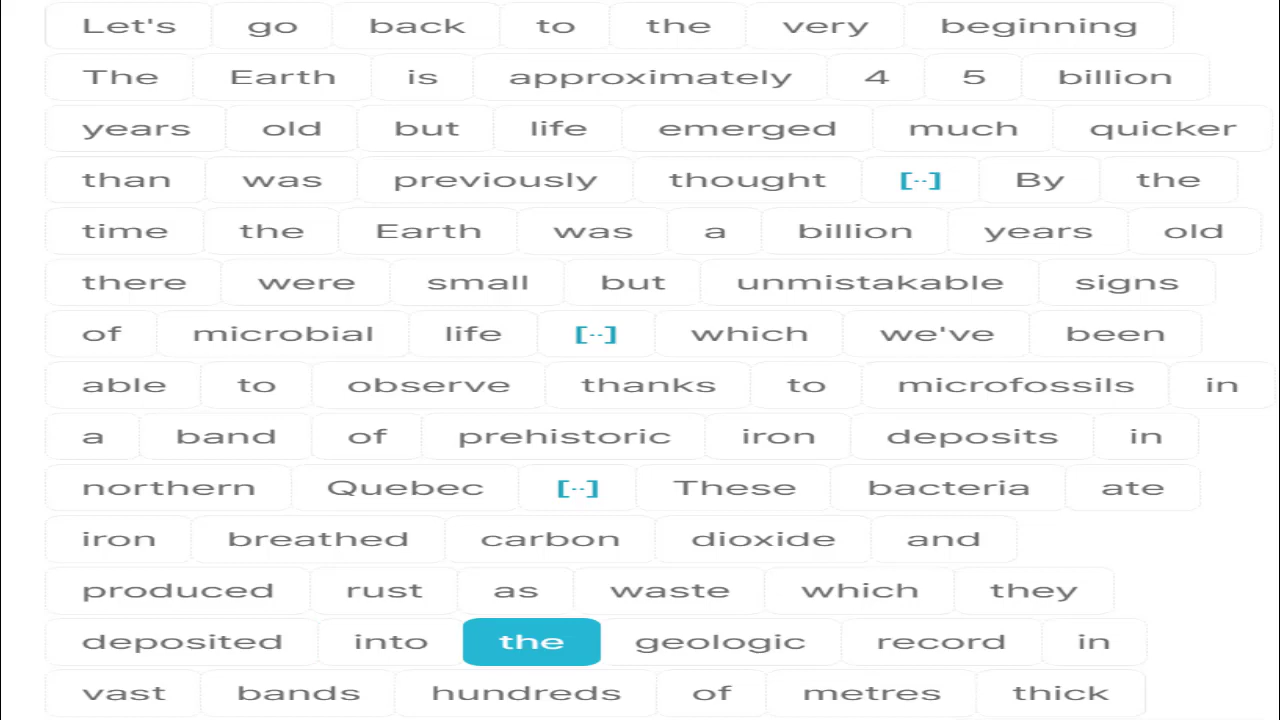 Let's go back to the very beginning
The Earth is approximately 4 5 billion
years old but life emerged much quicker
than was previously thought [··] By the
time the Earth was a billion years old
there were small but unmistakable signs
of microbial life [··] which we've been
able to observe thanks to microfossils in
a band of prehistoric iron deposits in
northern Quebec [··] These bacteria ate
iron breathed carbon dioxide and
produced rust as waste which they
deposited into the geologic record in
vast bands hundreds of metres thick